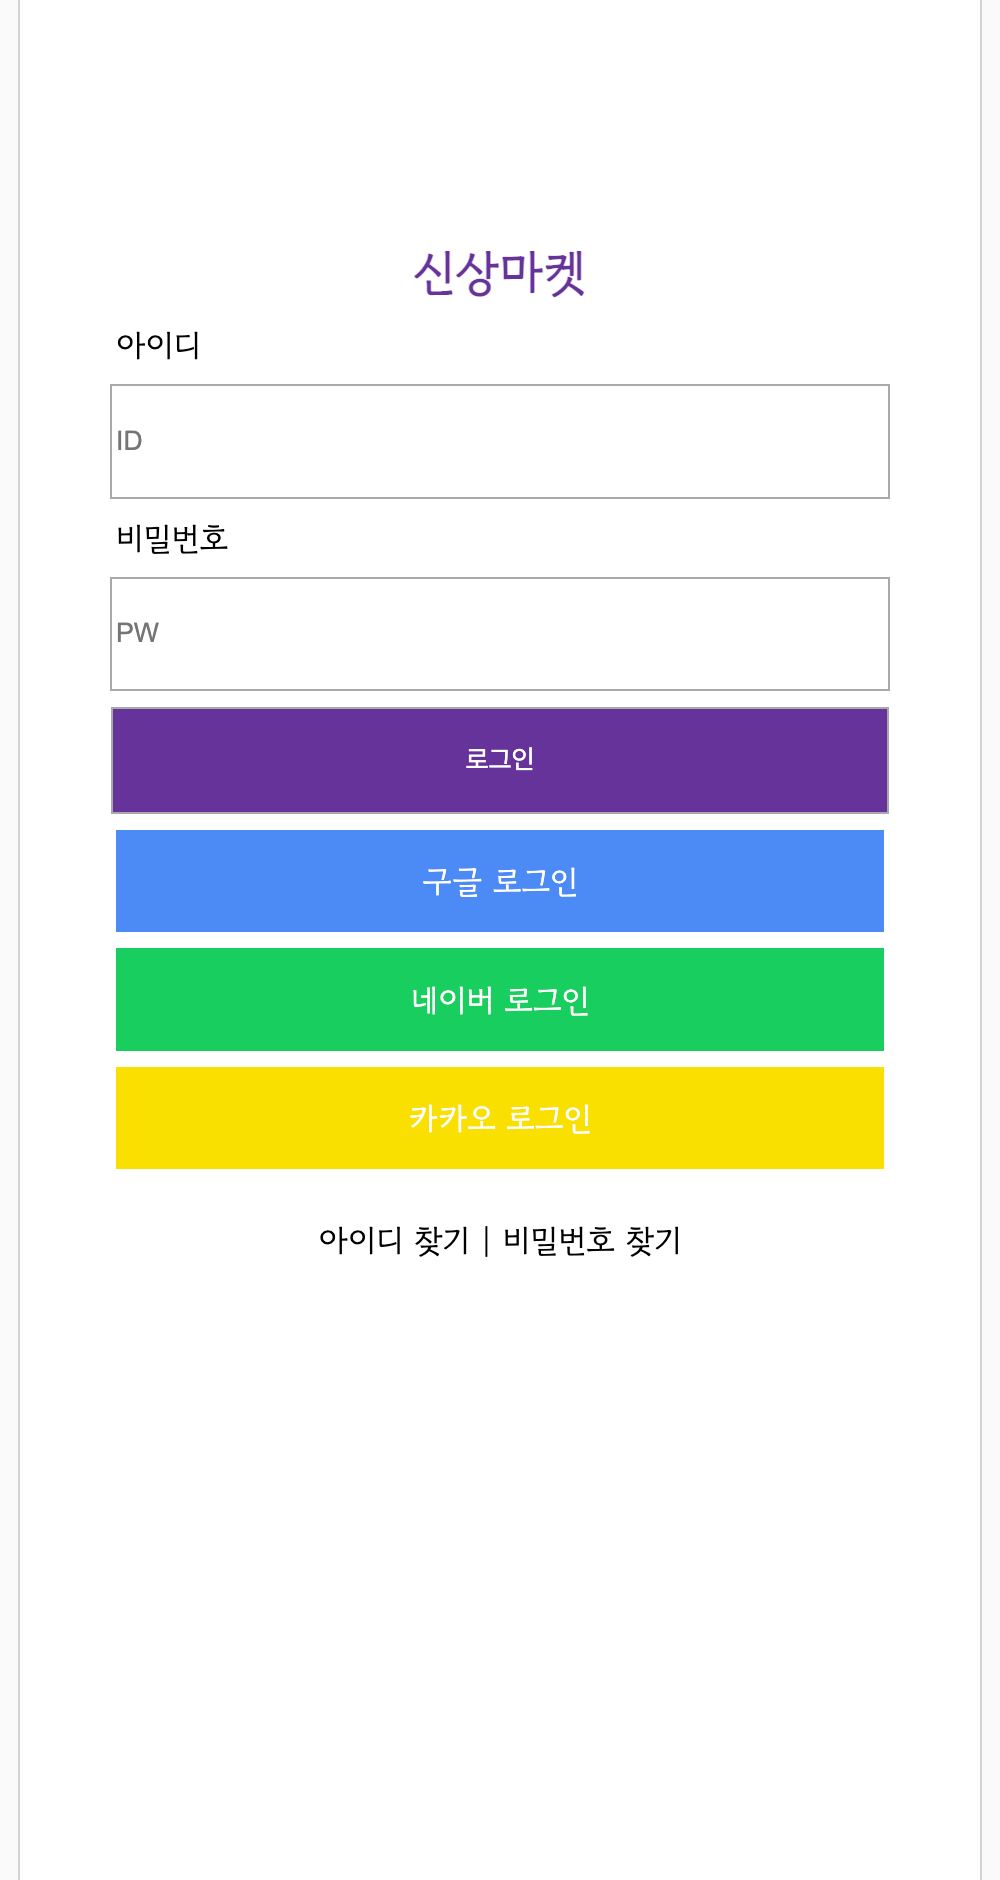 신상마켓
아이디
ID
비밀번호
PW
로그인
구글 로그인
네이버 로그인
카카오 로그인
아이디 찾기 | 비밀번호 찾기